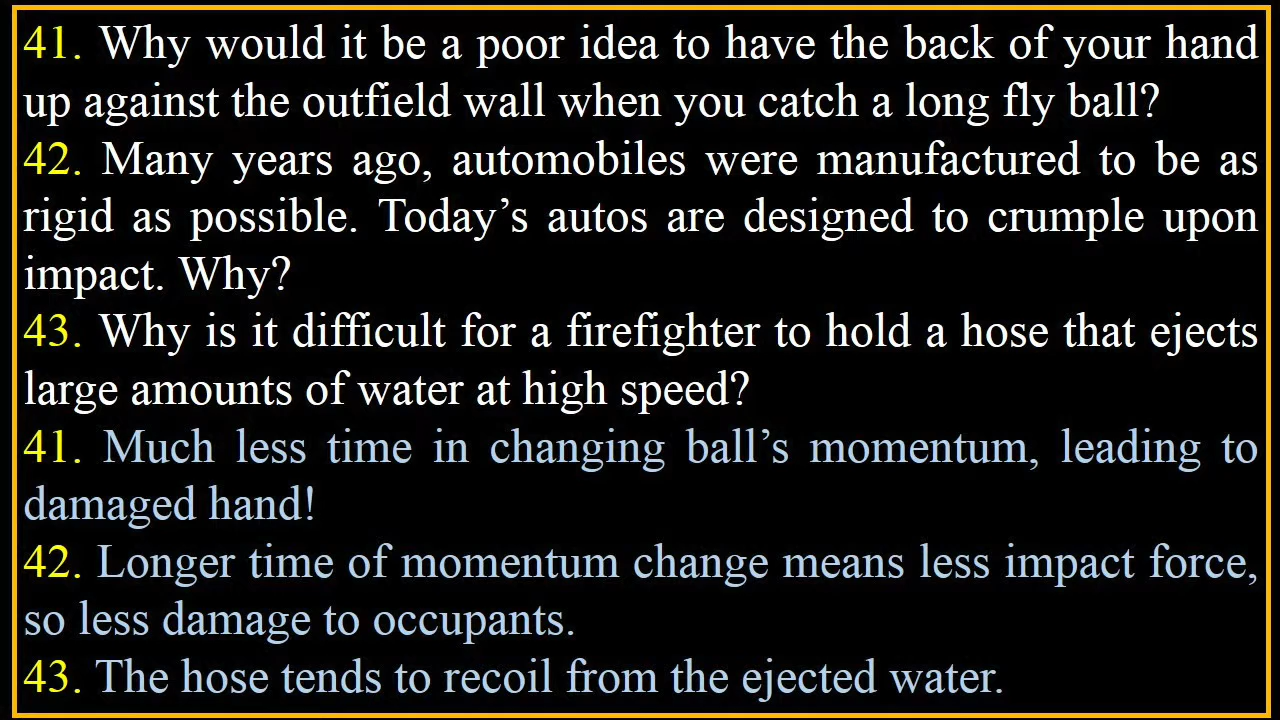 41. Why would it be a poor idea to have the back of your hand
up against the outfield wall when you catch a long fly ball?
42. Many years ago, automobiles were manufactured to be as
rigid as possible. Today’s autos are designed to crumple upon
impact. Why?
43. Why is it difficult for a firefighter to hold a hose that ejects
large amounts of water at high speed?
41. Much less time in changing ball’s momentum, leading to
damaged hand!
42. Longer time of momentum change means less impact force,
so less damage to occupants.
43. The hose tends to recoil from the ejected water.